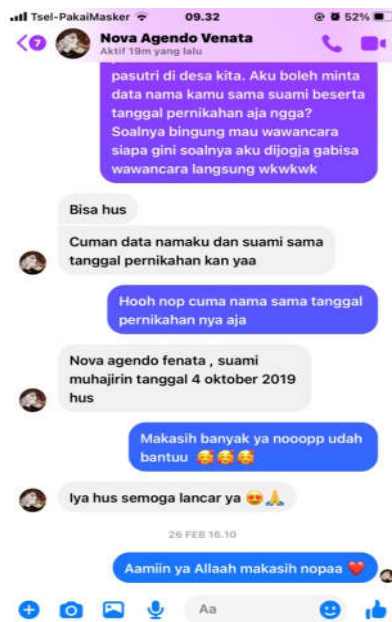 Tsel-PakaiMasker 09.32 52%
7 Nova Agendo Venata
Aktif 19m yang lalu
pasutri di desa kita. Aku boleh minta
data nama kamu sama suami beserta
tanggal pernikahan aja ngga?
Soalnya bingung mau wawancara
siapa gini soalnya aku dijogja gabisa
wawancara langsung wkwkwk
Bisa hus
Cuman data namaku dan suami sama
tanggal pernikahan kan yaa
Hooh nop cuma nama sama tanggal
pernikahan nya aja
Nova agendo fenata , suami
muhajirin tanggal 4 oktober 2019
hus
Makasih banyak ya nooopp udah
bantuu 🥰🥰🥰
Iya hus semoga lancar ya 😍🙏
26 FEB 16.10
Aamiin ya Allaah makasih nopaa ❤️
Aa